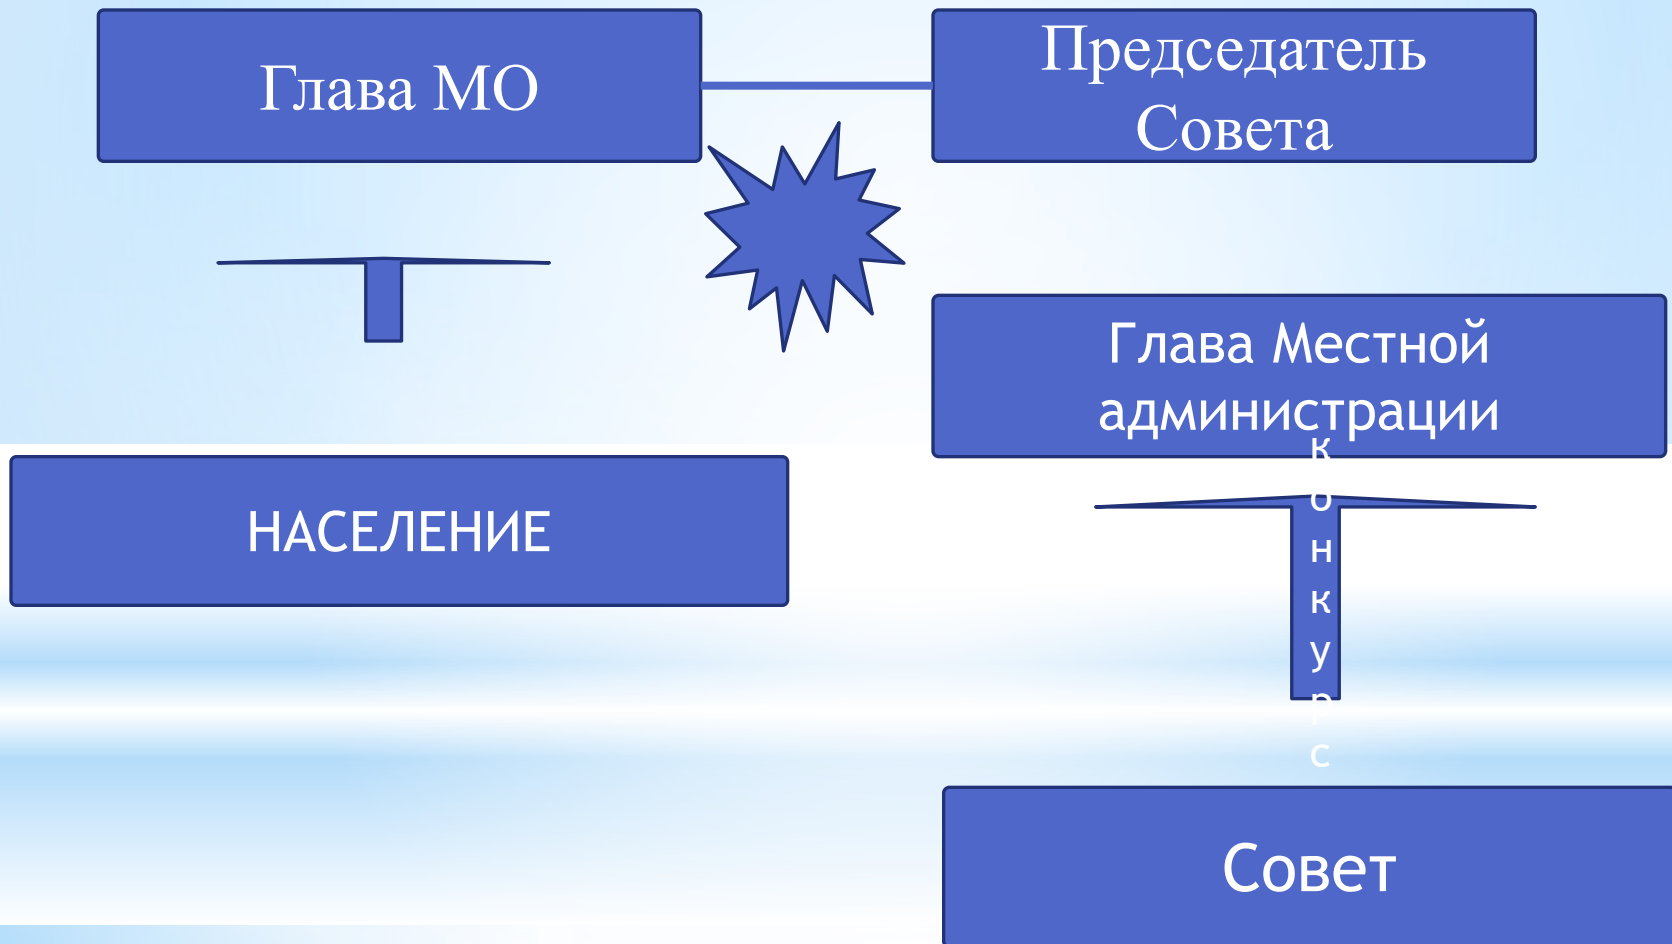 Глава МО
Председатель
Совета
Глава Местной
администрации
НАСЕЛЕНИЕ
к
о
н
к
у
р
с
Совет